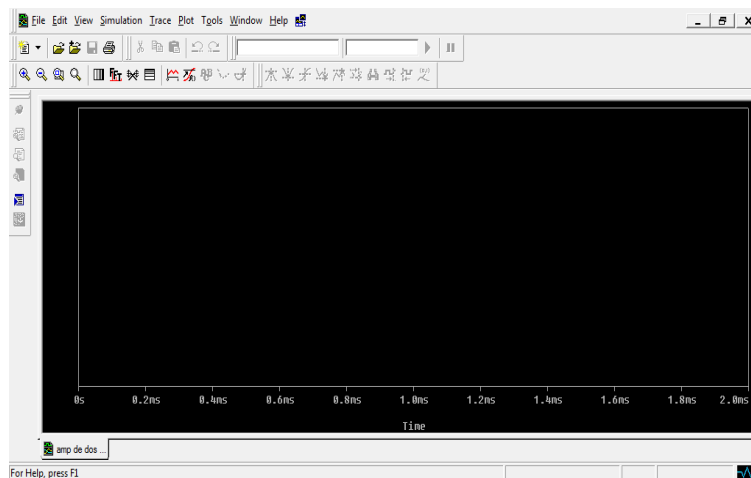 File Edit View Simulation Trace Plot Tools Window Help
FFT
0s 0.2ms 0.4ms 0.6ms 0.8ms 1.0ms 1.2ms 1.4ms 1.6ms 1.8ms 2.0ms
Time
amp de dos ...
For Help, press F1